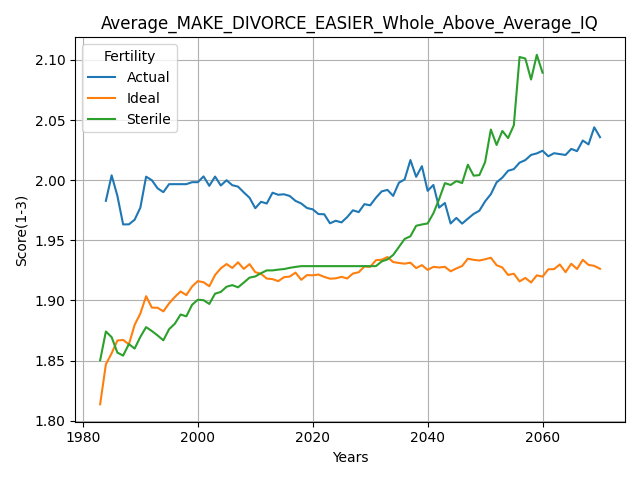 Average_MAKE_DIVORCE_EASIER_Whole_Above_Average_IQ
Fertility
Actual
Ideal
Sterile
Score(1-3)
2.10
2.05
2.00
1.95
1.90
1.85
1.80
1980
2000
2020
2040
2060
Years